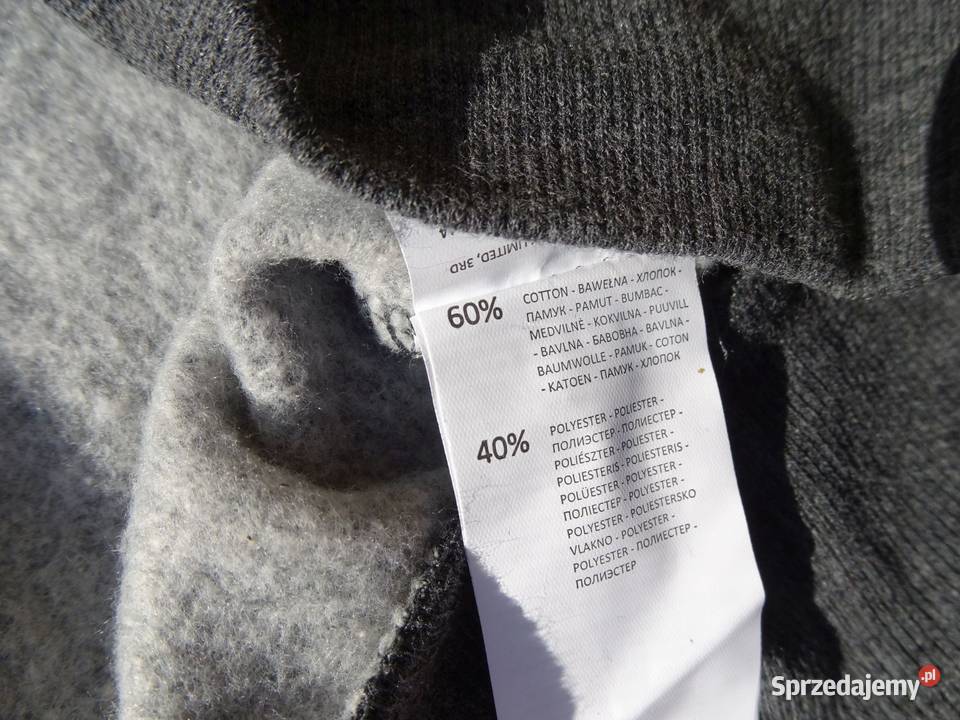 LIMITED, 3RD
60%
COTTON - BAWEŁNA - ХЛОПОК -
ПАМУК - PAMUT - BUMBAC -
MEDVILNĖ - KOKVILNA - PUUVILL
- BAVLNA - БАВОВНА - BAVLNA -
BAUMWOLLE - PAMUK - COTON
- KATOEN - ПАМУК - ХЛОПОК
40%
POLYESTER - POLIESTER -
ПОЛИЭСТЕР - ПОЛИЕСТЕР -
POLIÉSZTER - POLIESTER -
POLIESTERIS - POLIESTERIS -
POLÜESTER - POLYESTER -
ПОЛІЕСТЕР - POLYESTER -
POLYESTER - POLIESTERSKO
VLAKNO - POLYESTER -
POLYESTER - ПОЛИЕСТЕР -
ПОЛИЭСТЕР
Sprzedajemy.pl